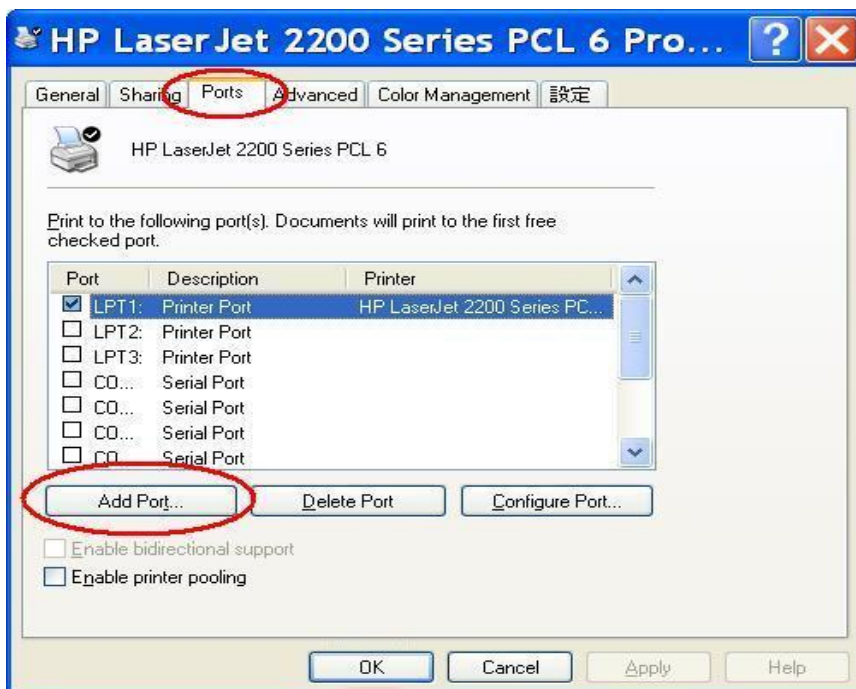 HP LaserJet 2200 Series PCL 6 Pro...
General Sharing Ports Advanced Color Management 設定
HP LaserJet 2200 Series PCL 6
Print to the following port(s). Documents will print to the first free
checked port.
Port Description Printer
LPT1: Printer Port HP LaserJet 2200 Series PC...
LPT2: Printer Port
LPT3: Printer Port
CO... Serial Port
CO... Serial Port
CO... Serial Port
CO... Serial Port
Add Port... Delete Port Configure Port...
Enable bidirectional support
Enable printer pooling
OK Cancel Apply Help